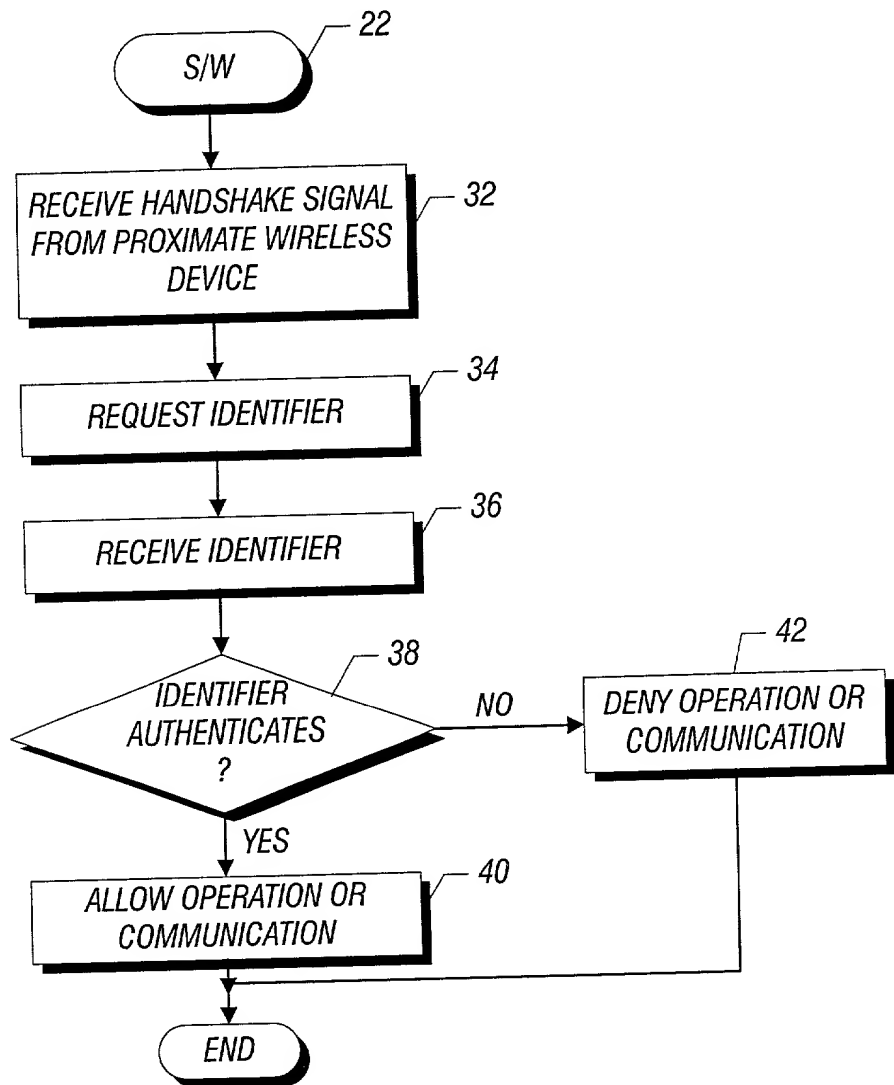 22
S/W
RECEIVE HANDSHAKE SIGNAL
FROM PROXIMATE WIRELESS
DEVICE
32
34
REQUEST IDENTIFIER
36
RECEIVE IDENTIFIER
38
IDENTIFIER
AUTHENTICATES
?
NO
42
DENY OPERATION OR
COMMUNICATION
YES
40
ALLOW OPERATION OR
COMMUNICATION
END